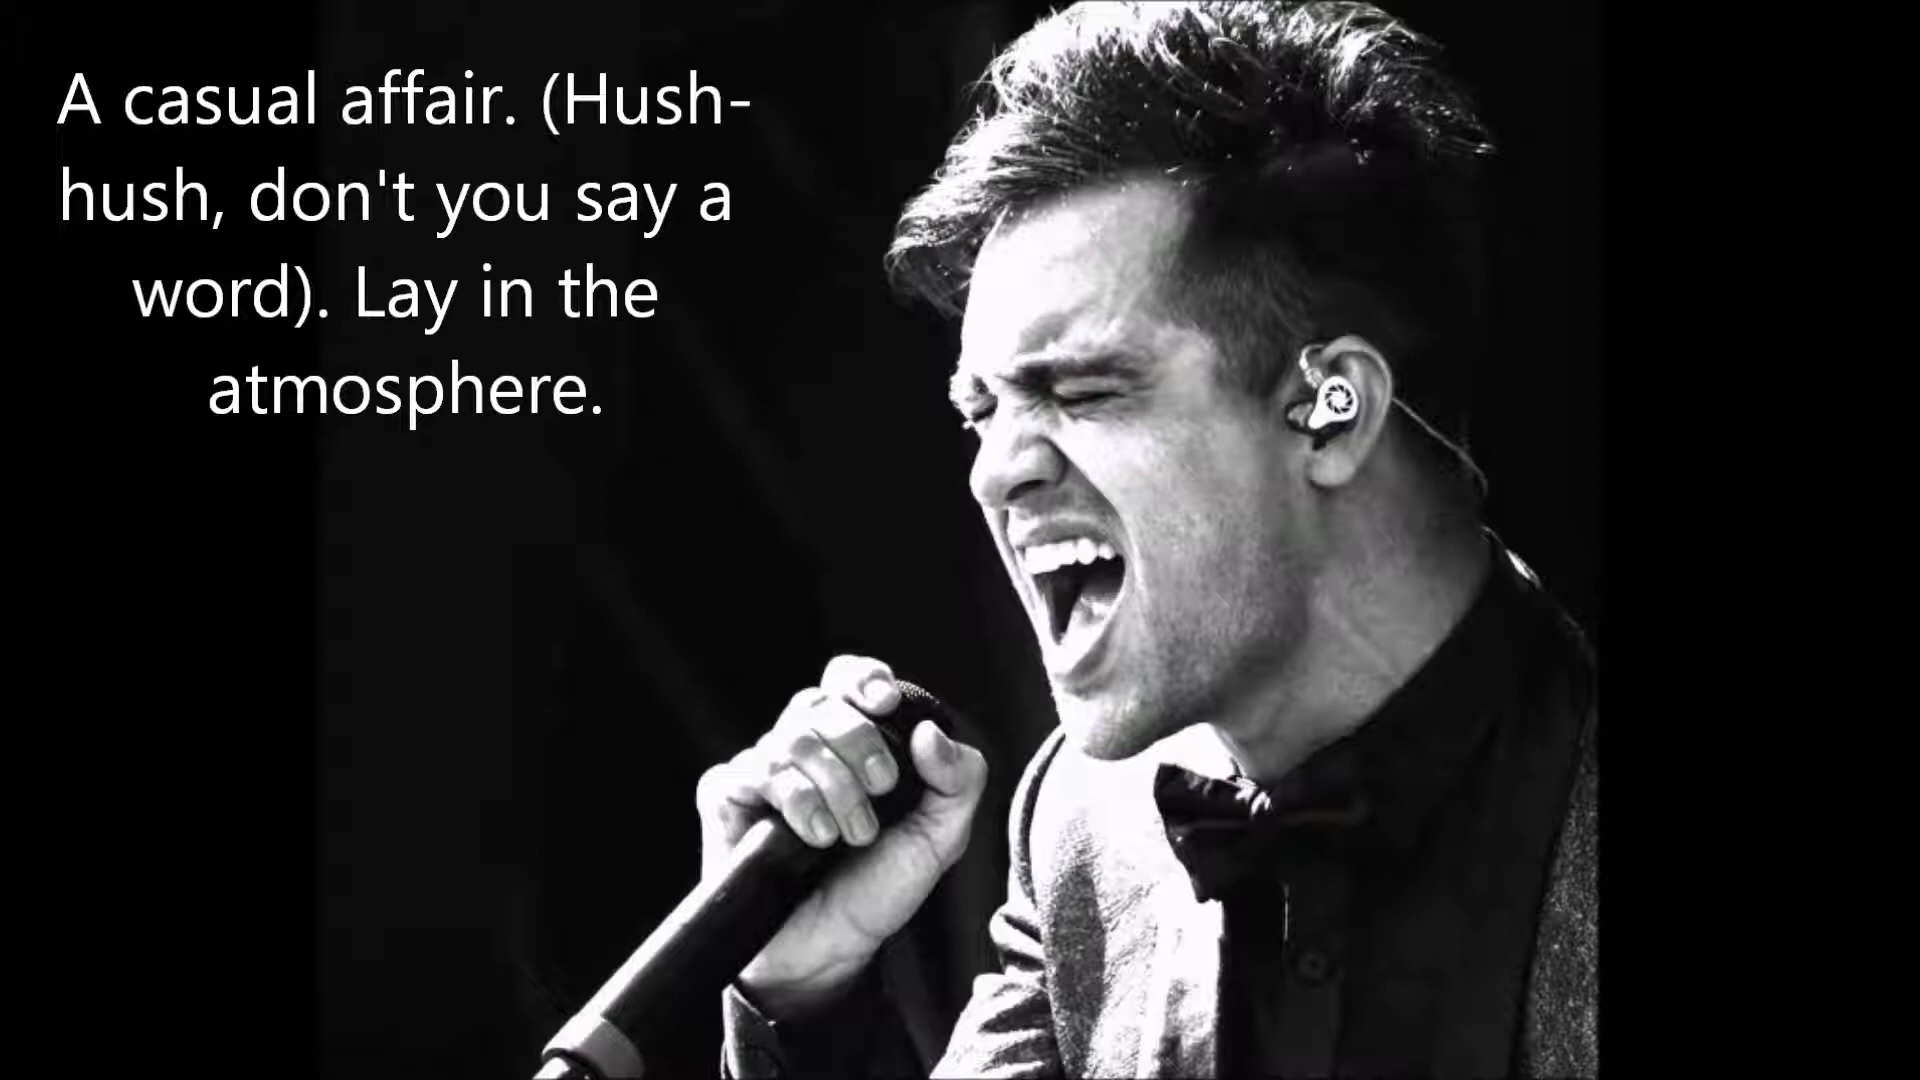 A casual affair. (Hush-
hush, don't you say a
word). Lay in the
atmosphere.